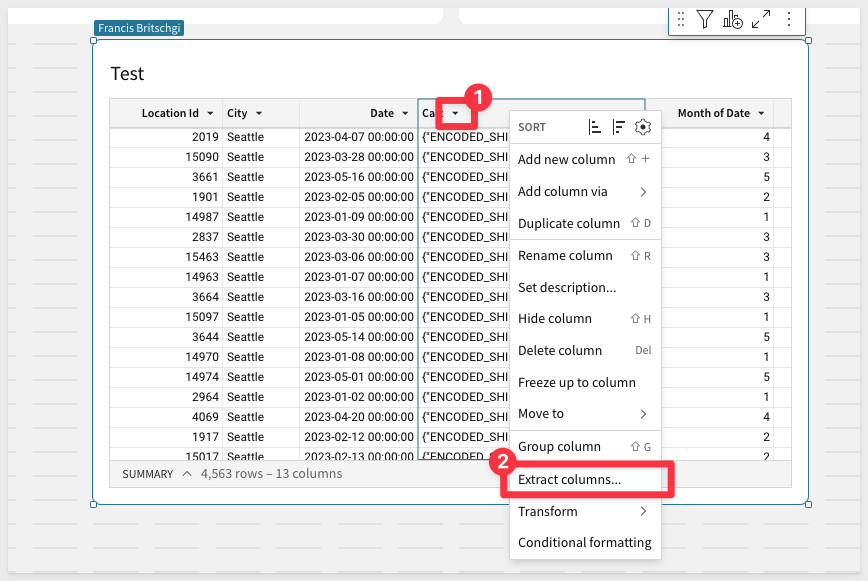 Francis Britschgi
Test
1
Location Id City Date Ca Month of Date
2019 Seattle 2023-04-07 00:00:00 {"ENCODED_SHI 4
15090 Seattle 2023-03-28 00:00:00 {"ENCODED_SHI 3
3661 Seattle 2023-05-16 00:00:00 {"ENCODED_SHI 5
1901 Seattle 2023-02-05 00:00:00 {"ENCODED_SHI 2
14987 Seattle 2023-01-09 00:00:00 {"ENCODED_SHI 1
2837 Seattle 2023-03-30 00:00:00 {"ENCODED_SHI 3
15463 Seattle 2023-03-06 00:00:00 {"ENCODED_SHI 3
14963 Seattle 2023-01-07 00:00:00 {"ENCODED_SHI 1
3664 Seattle 2023-03-16 00:00:00 {"ENCODED_SHI 3
15097 Seattle 2023-01-05 00:00:00 {"ENCODED_SHI 1
3644 Seattle 2023-05-14 00:00:00 {"ENCODED_SHI 5
14970 Seattle 2023-01-08 00:00:00 {"ENCODED_SHI 1
14974 Seattle 2023-05-01 00:00:00 {"ENCODED_SHI 5
2964 Seattle 2023-01-02 00:00:00 {"ENCODED_SHI 1
4069 Seattle 2023-04-20 00:00:00 {"ENCODED_SHI 4
1917 Seattle 2023-02-12 00:00:00 {"ENCODED_SHI 2
15017 Seattle 2023-02-13 00:00:00 {"ENCODED_SHI 2
SUMMARY 4,563 rows – 13 columns
SORT
Add new column ⇧ +
Add column via
Duplicate column ⇧ D
Rename column ⇧ R
Set description...
Hide column ⇧ H
Delete column Del
Freeze up to column
Move to
Group column ⇧ G
2
Extract columns...
Transform
Conditional formatting